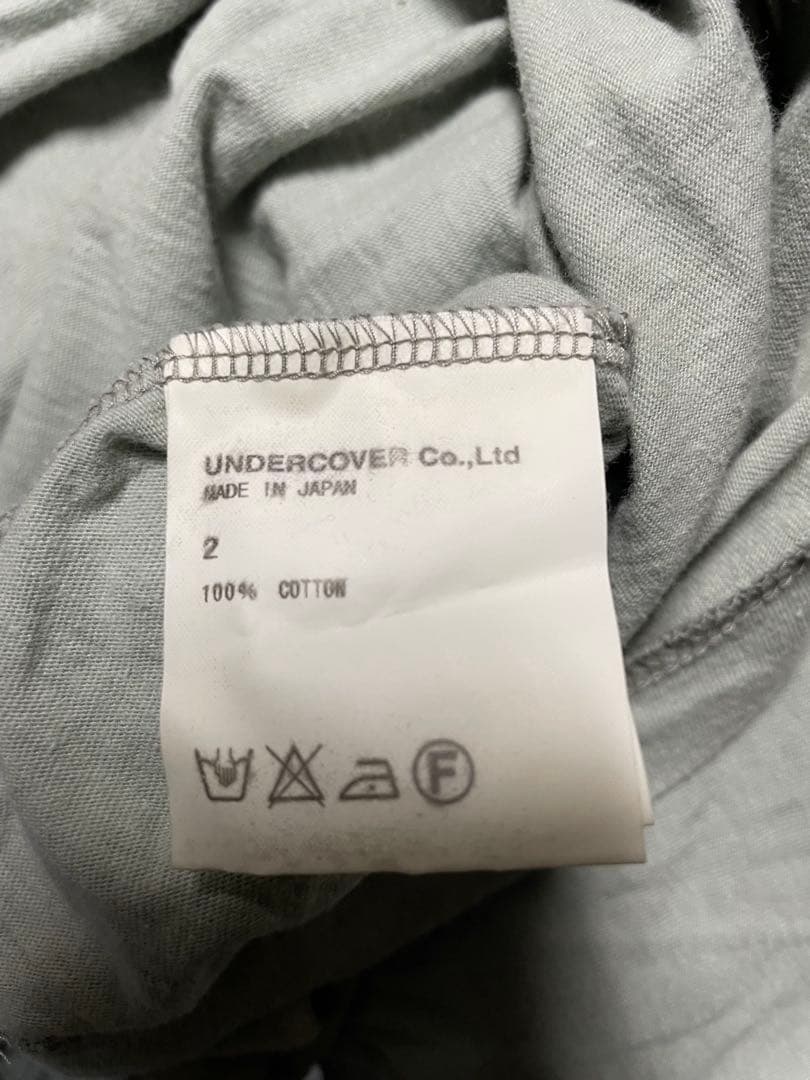 UNDERCOVER Co.,Ltd
MADE IN JAPAN
2
100% COTTON
F